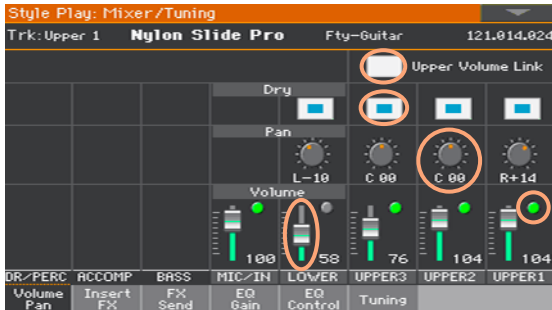 Style Play: Mixer/Tuning
Trk: Upper 1 Nylon Slide Pro Fty-Guitar 121.014.024
Upper Volume Link
Dry
Pan
L-10 C 00 C 00 R+14
Volume
100 58 76 104 104
DR/PERC ACCOMP BASS MIC/IN LOWER UPPER3 UPPER2 UPPER1
Volume Pan Insert FX FX Send EQ Gain EQ Control Tuning